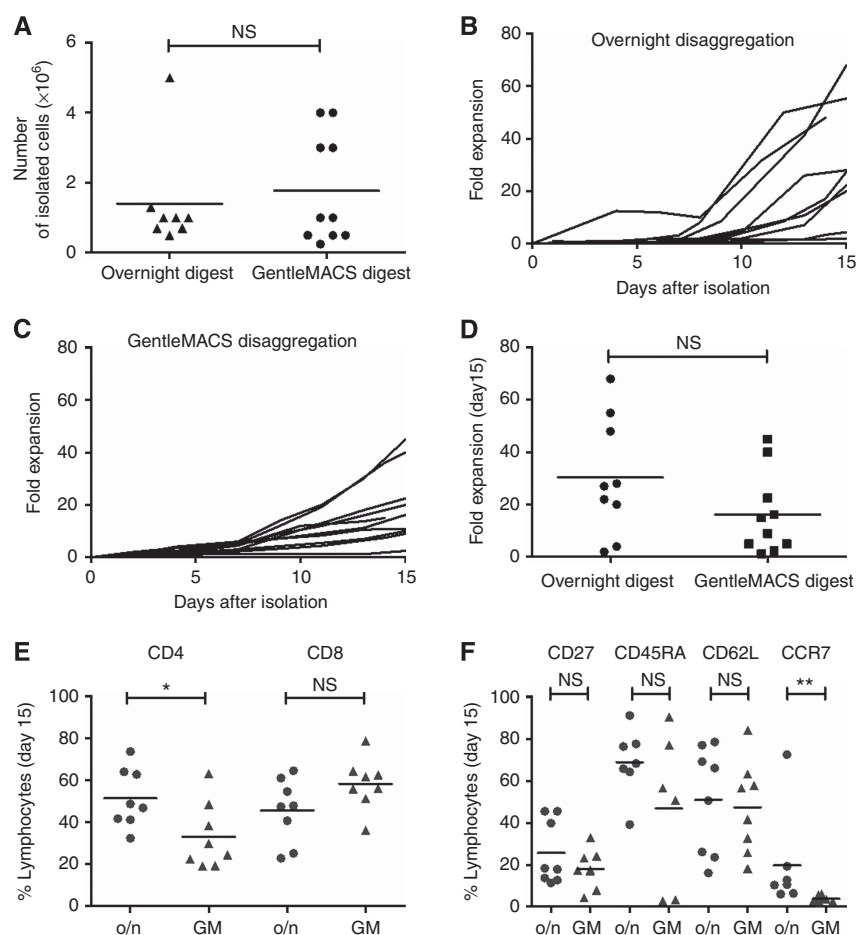 A
NS
Number
of isolated cells (×10⁶)
6
4
2
0
Overnight digest
GentleMACS digest
B
Overnight disaggregation
Fold expansion
80
60
40
20
0
0
5
10
15
Days after isolation
C
GentleMACS disaggregation
Fold expansion
80
60
40
20
0
0
5
10
15
Days after isolation
D
NS
Fold expansion (day15)
80
60
40
20
0
Overnight digest
GentleMACS digest
E
CD4
CD8
*
NS
% Lymphocytes (day 15)
100
80
60
40
20
0
o/n
GM
o/n
GM
F
CD27
CD45RA
CD62L
CCR7
NS
NS
NS
**
% Lymphocytes (day 15)
100
80
60
40
20
0
o/n
GM
o/n
GM
o/n
GM
o/n
GM